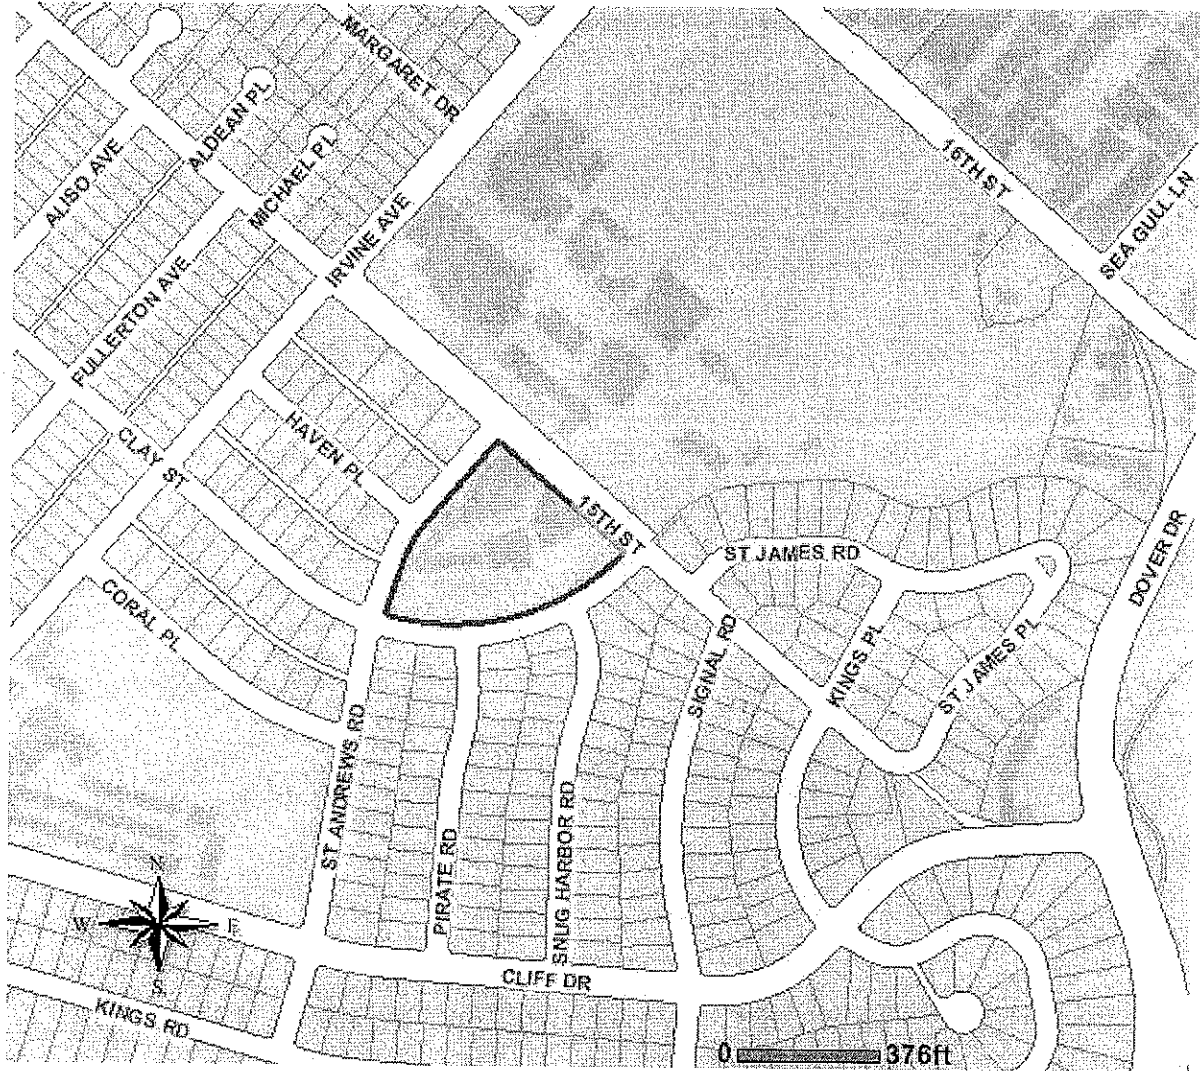 MARGARET DR
ALDEAN PL
ALISO AVE
MICHAEL PL
16TH ST
SEA GULL LN
IRVINE AVE
FULLERTON AVE
HAVEN PL
CLAY ST
15TH ST
ST JAMES RD
DOVER DR
CORAL PL
SIGNAL RD
KINGS PL
ST JAMES PL
ST ANDREWS RD
PIRATE RD
SNUG HARBOR RD
N
W E
S
CLIFF DR
KINGS RD
0 376ft